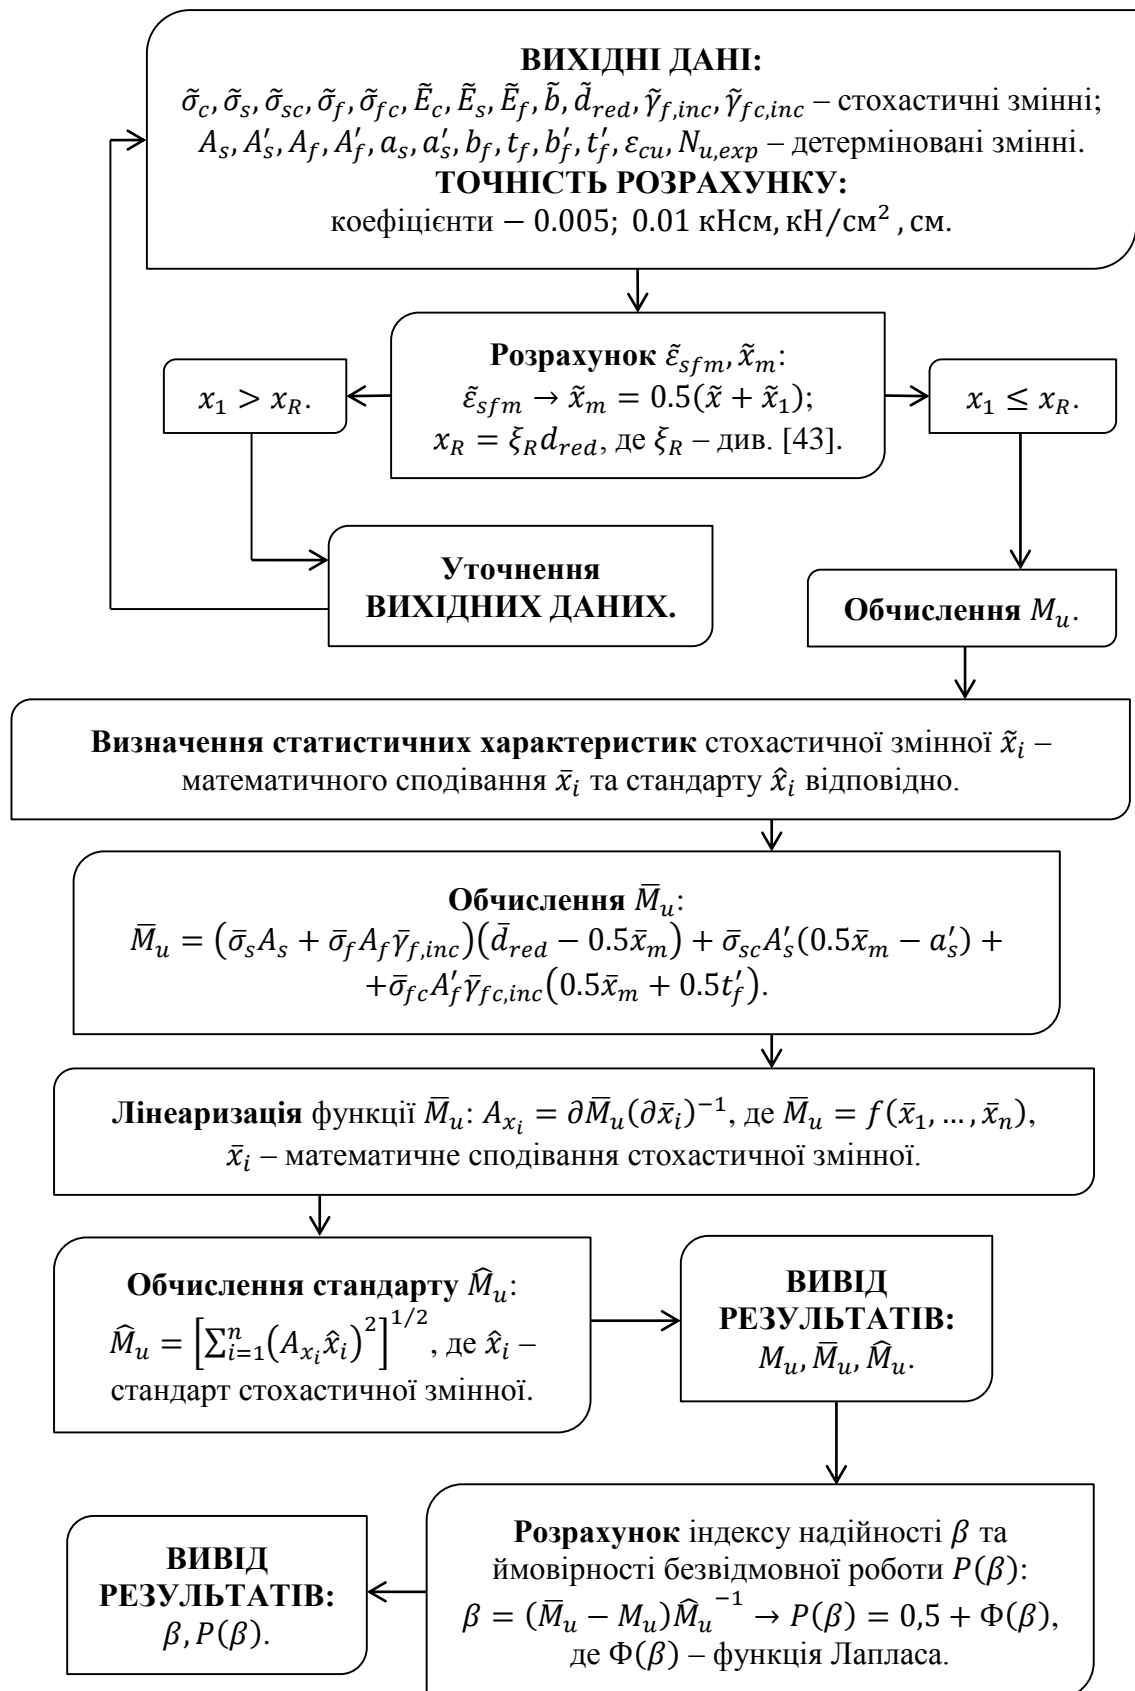 ВИХІДНІ ДАНІ:
σ̃_c, σ̃_s, σ̃_sc, σ̃_f, σ̃_fc, Ẽ_c, Ẽ_s, Ẽ_f, b̃, d̃_red, γ̃_f,inc, γ̃_fc,inc – стохастичні змінні;
A_s, A′_s, A_f, A′_f, a_s, a′_s, b_f, t_f, b′_f, t′_f, ε_cu, N_u,exp – детерміновані змінні.
ТОЧНІСТЬ РОЗРАХУНКУ:
коефіцієнти – 0.005; 0.01 кНсм, кН/см², см.
Розрахунок ε̃_sfm, x̃_m:
ε̃_sfm → x̃_m = 0.5(x̃ + x̃_1);
x_R = ξ_R d_red, де ξ_R – див. [43].
x_1 > x_R.
x_1 ≤ x_R.
Уточнення
ВИХІДНИХ ДАНИХ.
Обчислення M_u.
Визначення статистичних характеристик стохастичної змінної x̃_i –
математичного сподівання x̄_i та стандарту x̂_i відповідно.
Обчислення M̄_u:
M̄_u = (σ̄_s A_s + σ̄_f A_f γ̄_f,inc)(d̄_red − 0.5x̄_m) + σ̄_sc A′_s(0.5x̄_m − a′_s) +
+σ̄_fc A′_f γ̄_fc,inc(0.5x̄_m + 0.5t′_f).
Лінеаризація функції M̄_u: A_x_i = ∂M̄_u(∂x̄_i)⁻¹, де M̄_u = f(x̄_1, …, x̄_n),
x̄_i – математичне сподівання стохастичної змінної.
Обчислення стандарту M̂_u:
M̂_u = [∑ⁿ_i=1(A_x_i x̂_i)²]^1/2, де x̂_i –
стандарт стохастичної змінної.
ВИВІД
РЕЗУЛЬТАТІВ:
M_u, M̄_u, M̂_u.
Розрахунок індексу надійності β та
ймовірності безвідмовної роботи P(β):
β = (M̄_u − M_u)M̂_u⁻¹ → P(β) = 0,5 + Φ(β),
де Φ(β) – функція Лапласа.
ВИВІД
РЕЗУЛЬТАТІВ:
β, P(β).